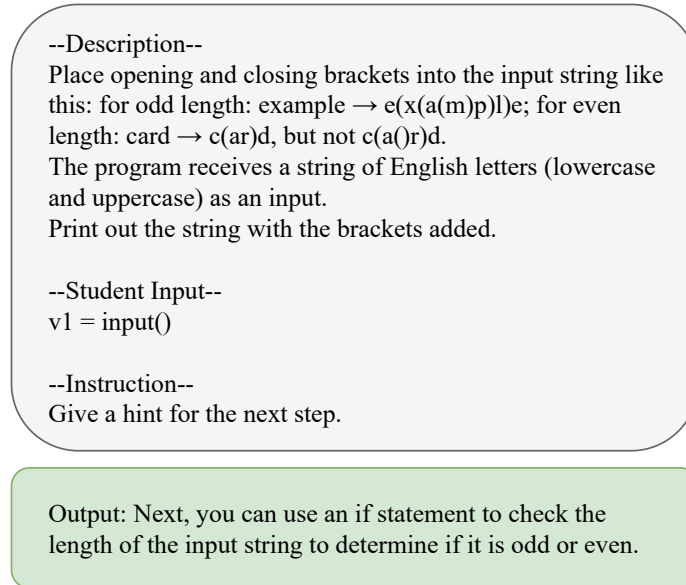 --Description--
Place opening and closing brackets into the input string like
this: for odd length: example → e(x(a(m)p)l)e; for even
length: card → c(ar)d, but not c(a()r)d.
The program receives a string of English letters (lowercase
and uppercase) as an input.
Print out the string with the brackets added.
--Student Input--
v1 = input()
--Instruction--
Give a hint for the next step.
Output: Next, you can use an if statement to check the
length of the input string to determine if it is odd or even.